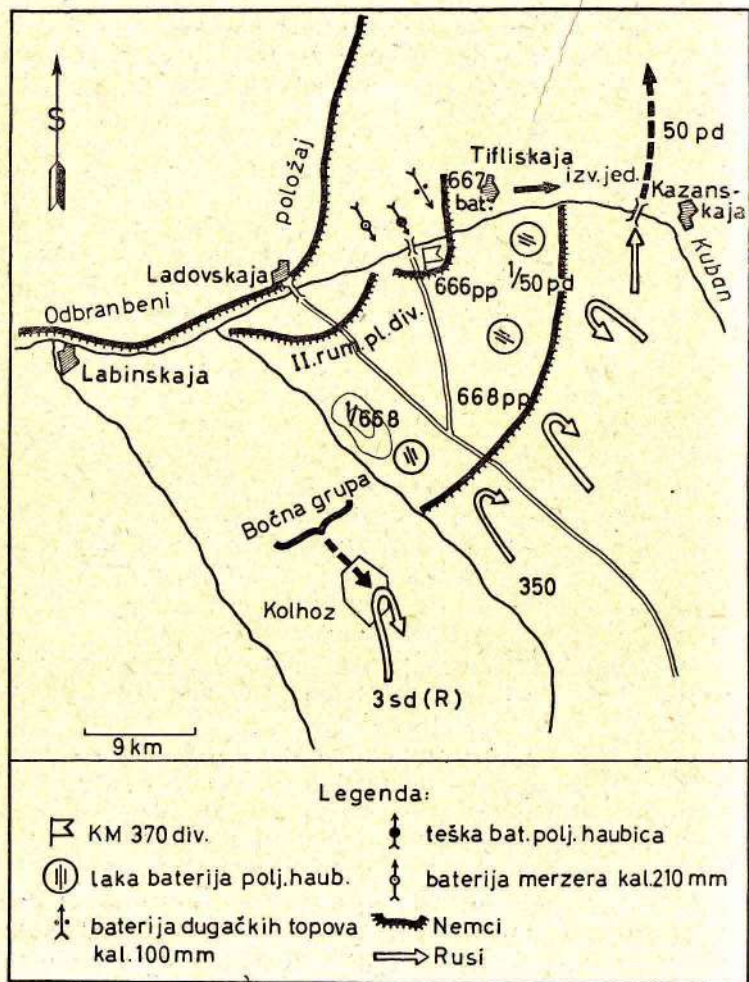 S
50 pd
Tifliskaja
izv. jed.
667
bat.
Kazans-
kaja
Kuban
položaj
Ladovskaja
Odbranbeni
Labinskaja
666pp
1/50 pd
II. rum. pl. div.
668pp
1/668
Bočna grupa
Kolhoz
350
3sd (R)
9 km
Legenda:
KM 370 div.
teška bat. polj. haubica
laka baterija polj. haub.
baterija merzera kal. 210 mm
baterija dugačkih topova
kal. 100 mm
Nemci
Rusi